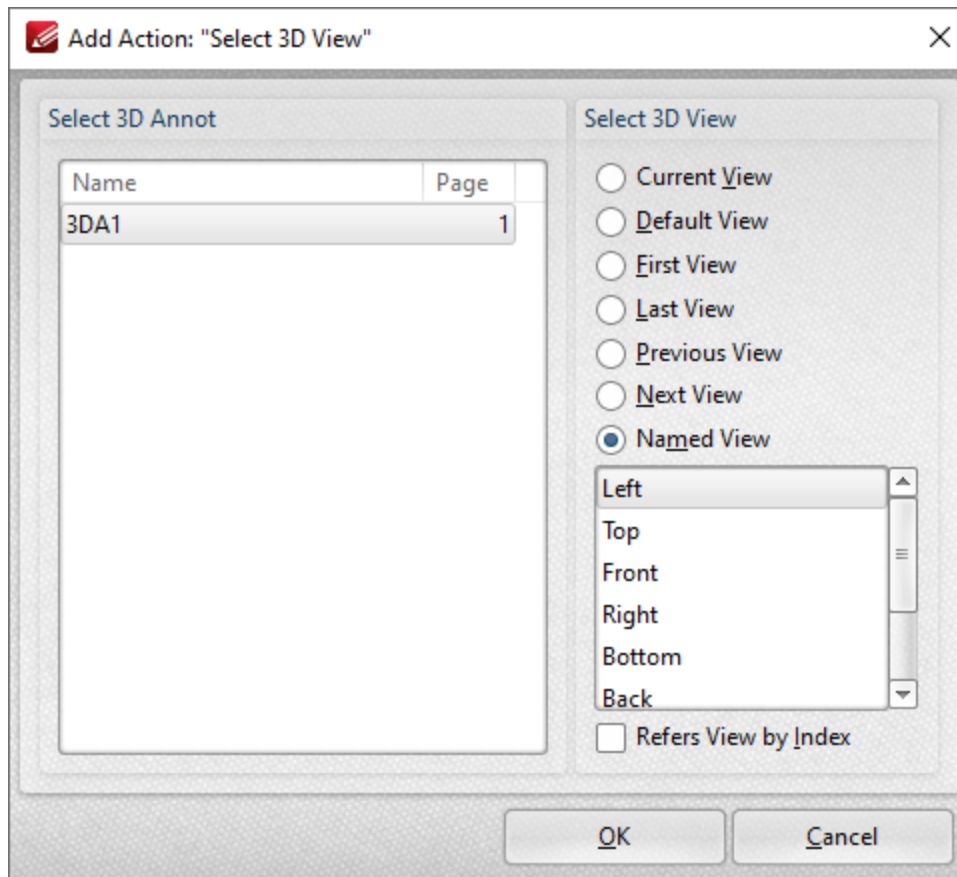 Add Action: "Select 3D View"
Select 3D Annot
Name Page
3DA1 1
Select 3D View
Current View
Default View
First View
Last View
Previous View
Next View
Named View
Left
Top
Front
Right
Bottom
Back
Refers View by Index
OK Cancel